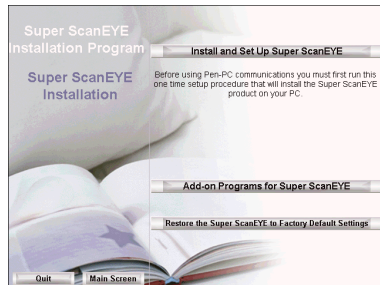 Super ScanEYE
Installation Program
Super ScanEYE
Installation
Install and Set Up Super ScanEYE
Before using Pen-PC communications you must first run this
one time setup procedure that will install the Super ScanEYE
product on your PC.
Add-on Programs for Super ScanEYE
Restore the Super ScanEYE to Factory Default Settings
Quit
Main Screen